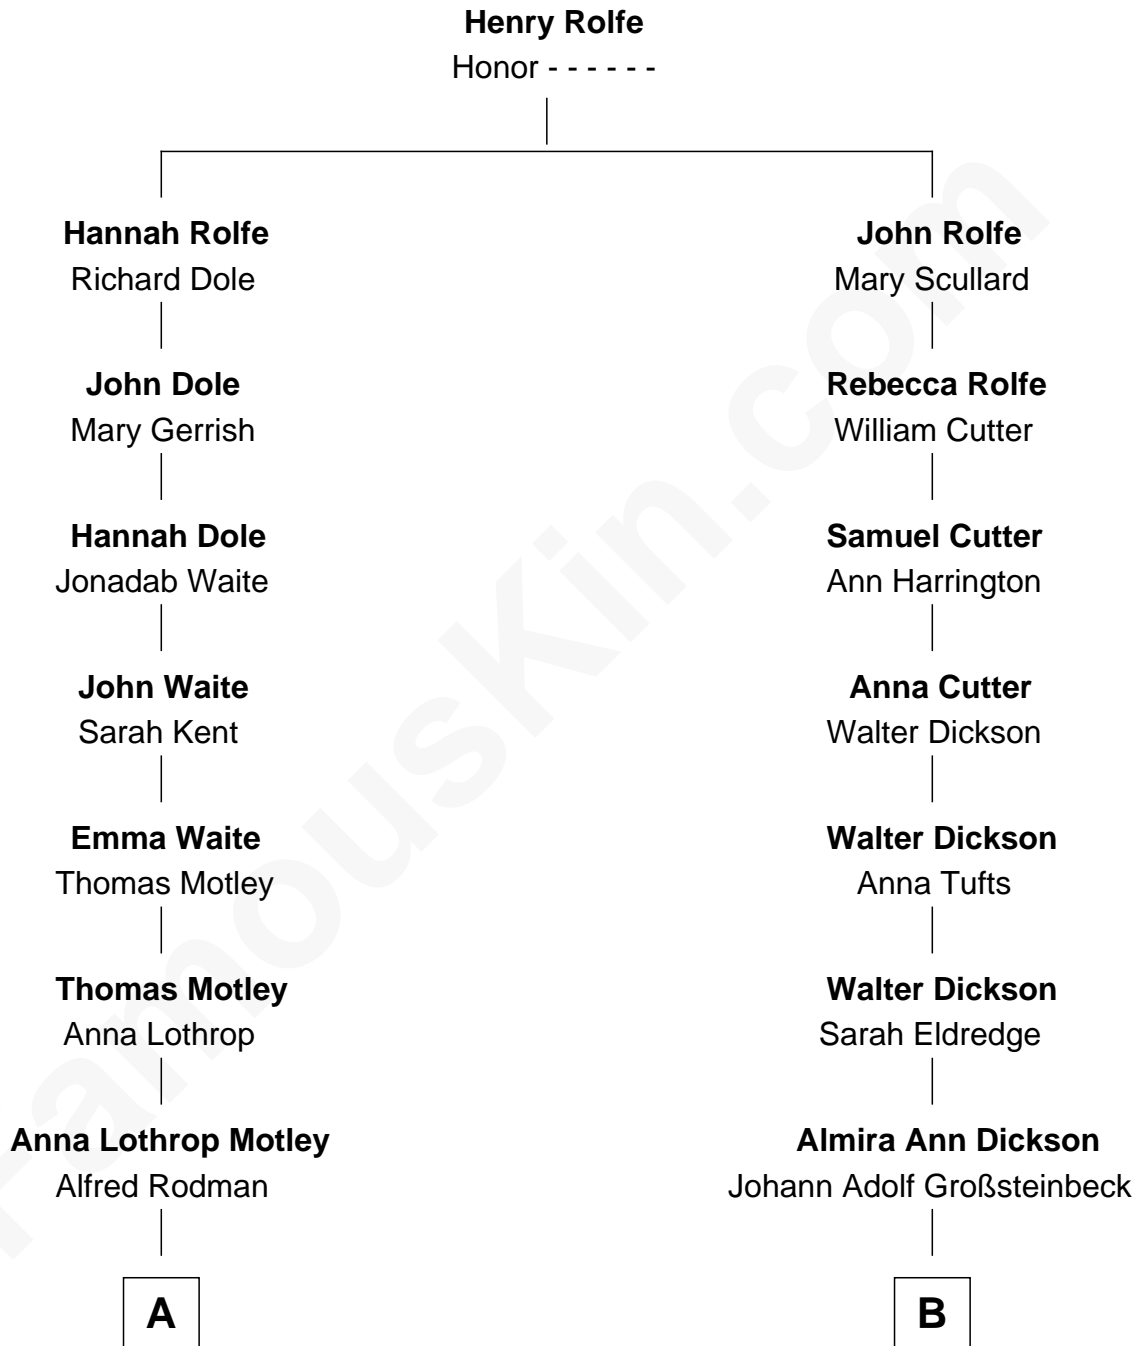 Henry Rolfe
Honor - - - - - -
Hannah Rolfe
Richard Dole
John Rolfe
Mary Scullard
John Dole
Mary Gerrish
Rebecca Rolfe
William Cutter
Hannah Dole
Jonadab Waite
Samuel Cutter
Ann Harrington
John Waite
Sarah Kent
Anna Cutter
Walter Dickson
Emma Waite
Thomas Motley
Walter Dickson
Anna Tufts
Thomas Motley
Anna Lothrop
Walter Dickson
Sarah Eldredge
Anna Lothrop Motley
Alfred Rodman
Almira Ann Dickson
Johann Adolf Großsteinbeck
A
B
FamousKin.com